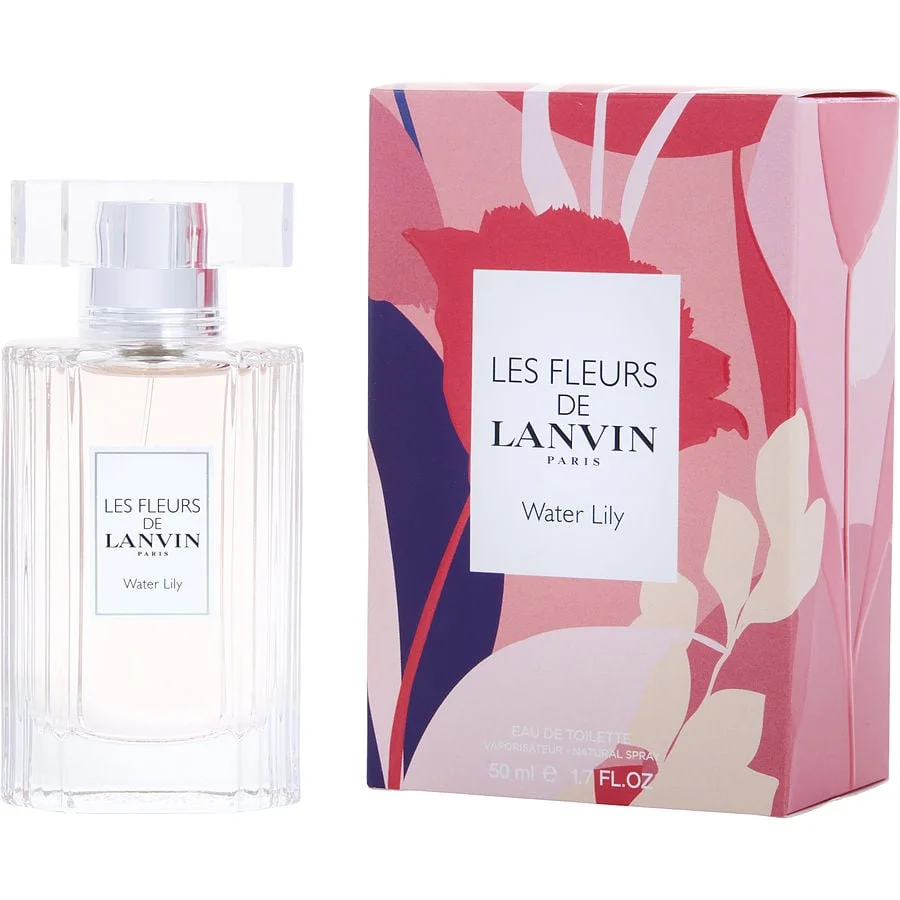 LES FLEURS
DE
LANVIN
PARIS
Water Lily
LES FLEURS
DE
LANVIN
PARIS
Water Lily
EAU DE TOILETTE
VAPORISATEUR - NATURAL SPRAY
50 ml e 1.7 FL.OZ